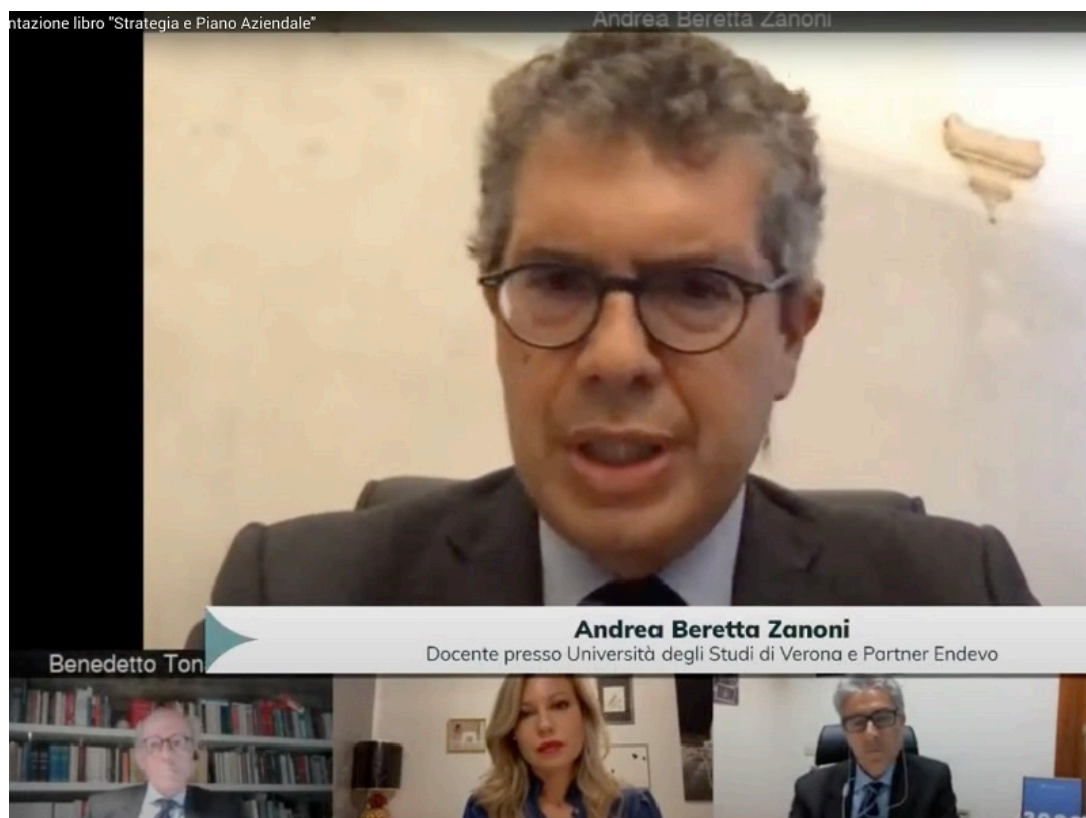 ntazione libro "Strategia e Piano Aziendale"
Andrea Beretta Zanoni
Andrea Beretta Zanoni
Docente presso Università degli Studi di Verona e Partner Endevo
Benedetto Ton